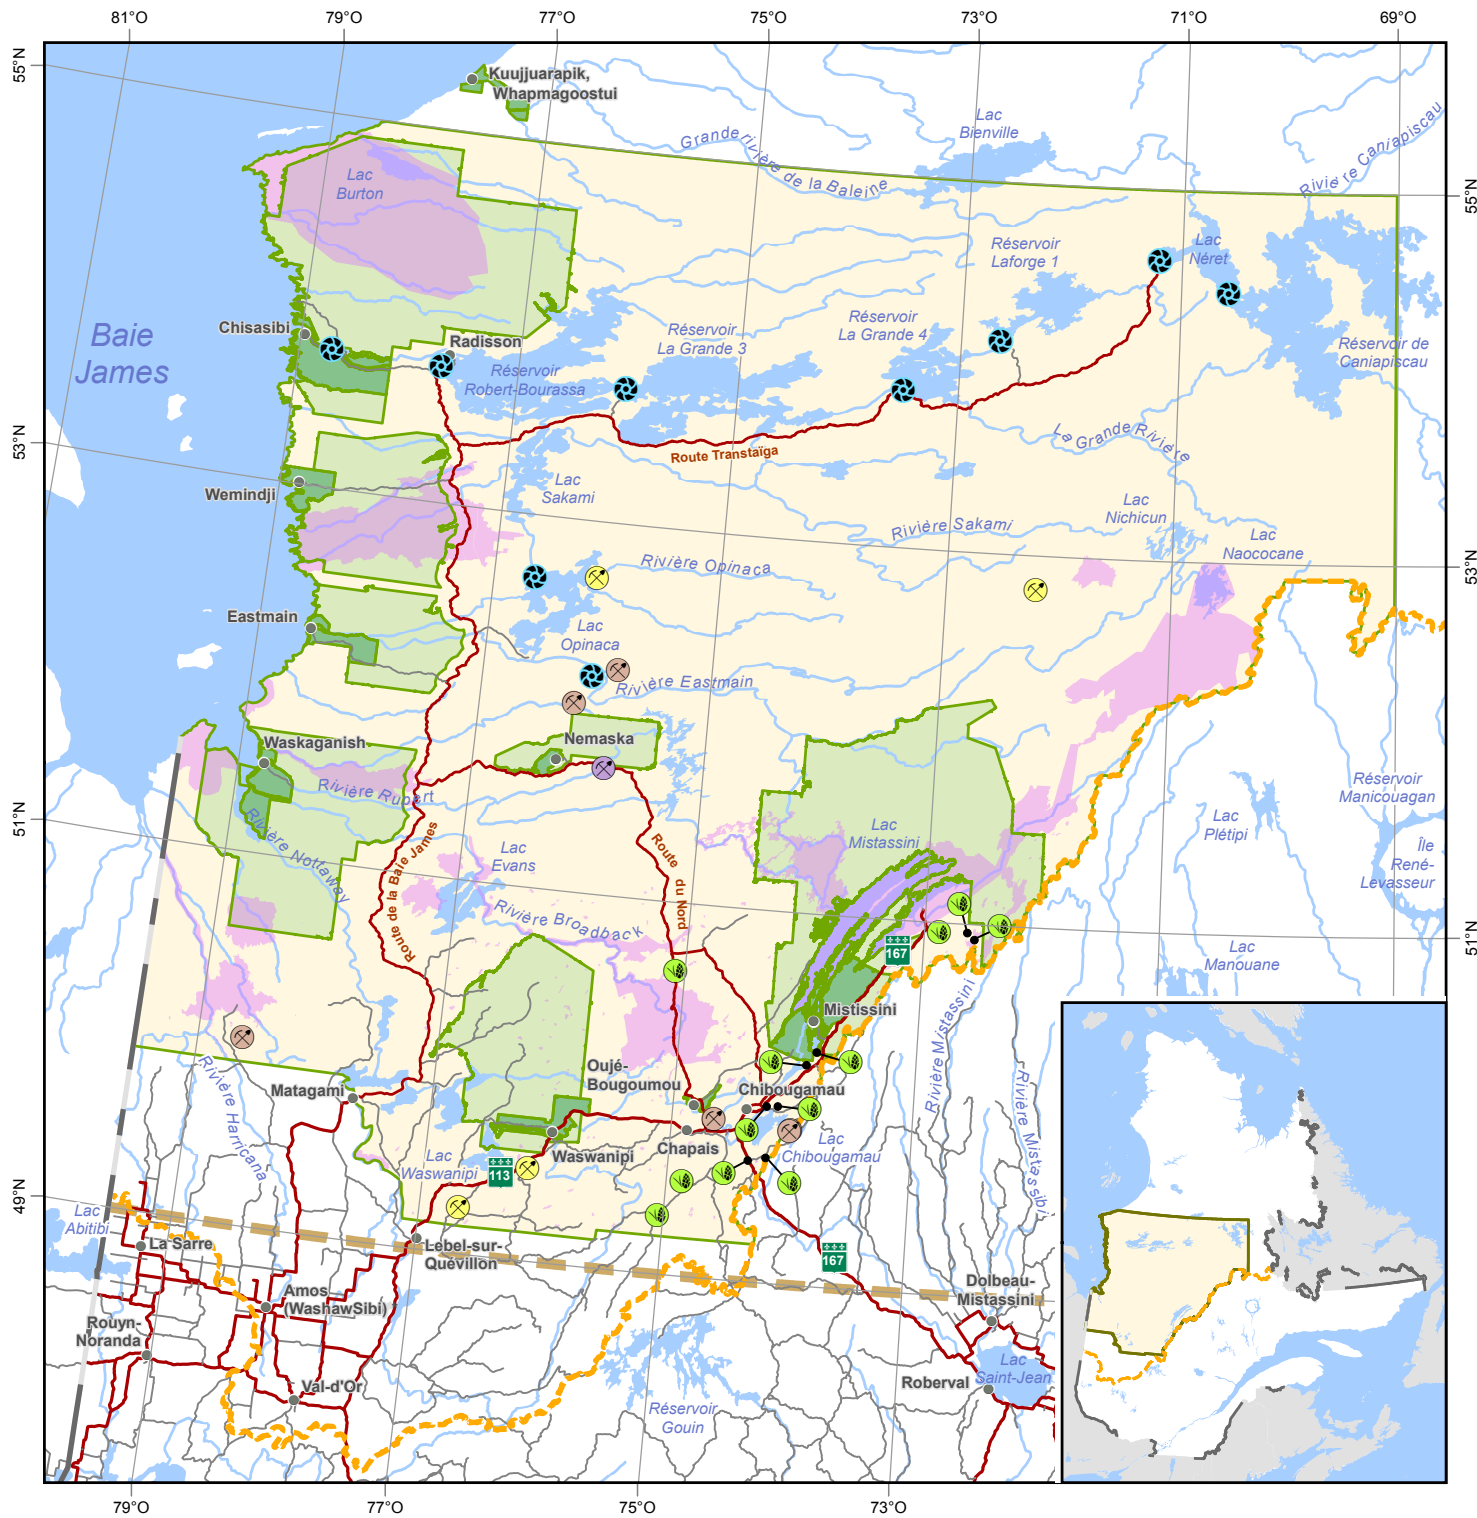 81°O
79°O
77°O
75°O
73°O
71°O
69°O
55°N
55°N
53°N
53°N
51°N
51°N
49°N
79°O
77°O
75°O
73°O
Kuujjuarapik,
Whapmagoostui
Grande rivière de la Baleine
Lac
Bienville
Rivière Caniapiscau
Lac
Burton
Réservoir
Laforge 1
Lac
Néret
Baie
James
Chisasibi
Radisson
Réservoir
Robert-Bourassa
Réservoir
La Grande 3
Réservoir
La Grande 4
Réservoir de
Caniapiscau
Route Transtaïga
La Grande Rivière
Wemindji
Lac
Sakami
Rivière Sakami
Lac
Nichicun
Lac
Naococane
Rivière Opinaca
Eastmain
Lac
Opinaca
Rivière Eastmain
Waskaganish
Nemaska
Rivière Rupert
Rivière Nottaway
Route de la Baie James
Lac
Evans
Route du Nord
Rivière Broadback
Lac
Mistassini
167
Réservoir
Manicouagan
Lac
Plétipi
Île
René-
Levasseur
Lac
Manouane
Mistissini
Rivière Mistassini
Rivière Mistassibi
Oujé-
Bougoumou
Chibougamau
Lac
Chibougamau
Chapais
Matagami
Rivière Harricana
Lac
Waswanipi
113
Waswanipi
Lac
Abitibi
La Sarre
Lebel-sur-
Quévillon
167
Amos
(WashawSibi)
Rouyn-
Noranda
Val-d'Or
Réservoir
Gouin
Dolbeau-
Mistassini
Lac
Saint-Jean
Roberval